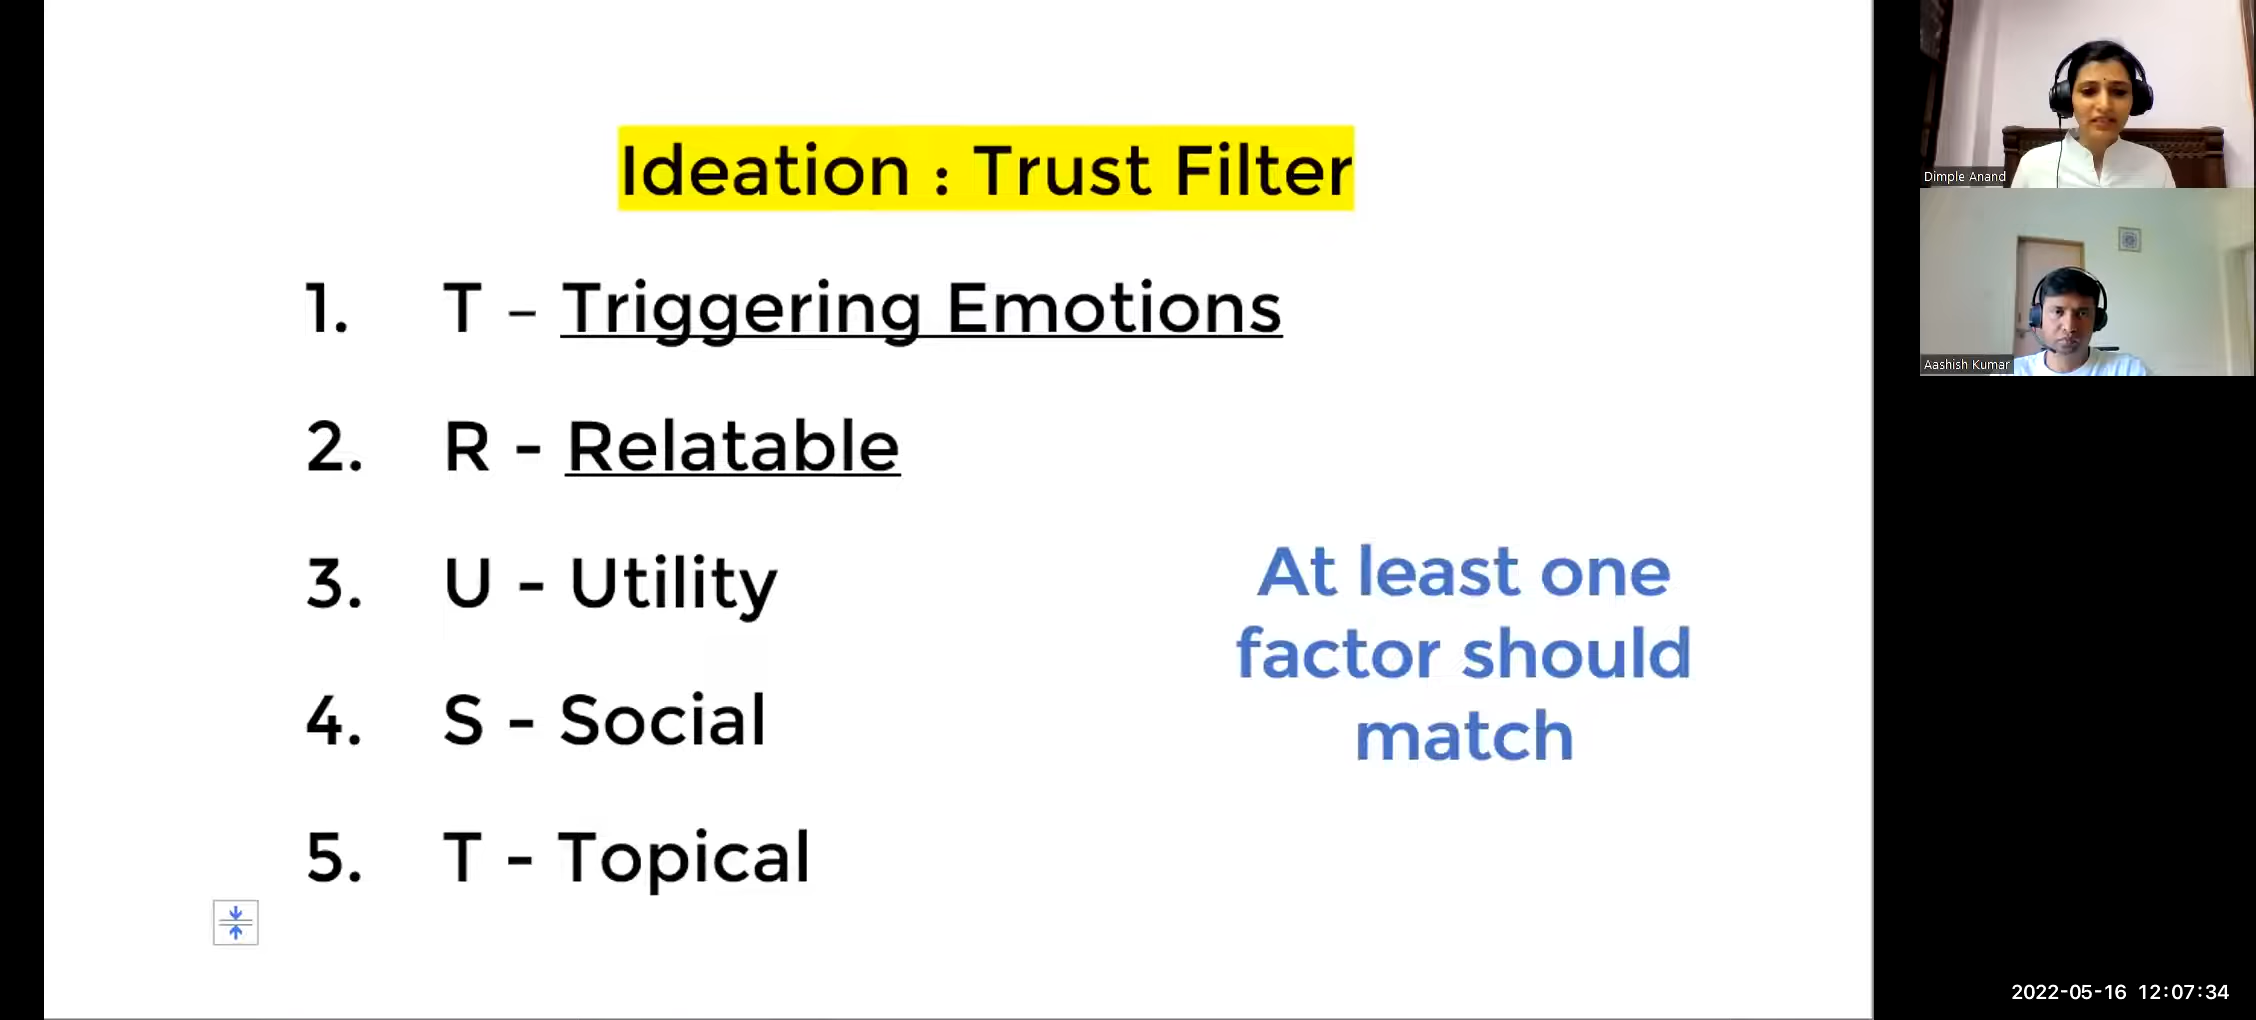 Ideation : Trust Filter
1. T – Triggering Emotions
2. R - Relatable
3. U - Utility
4. S - Social
5. T - Topical
At least one
factor should
match
Dimple Anand
Aashish Kumar
2022-05-16 12:07:34